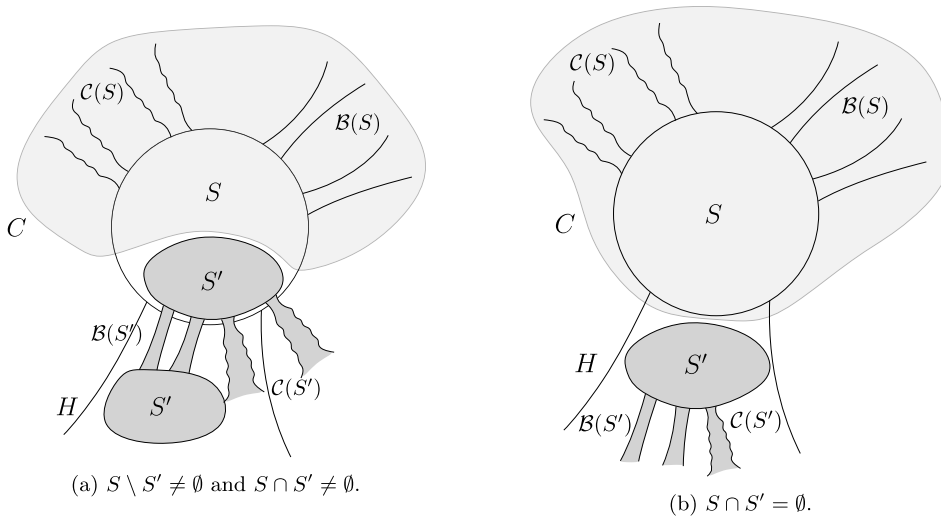 𝒞(S)
ℬ(S)
S
C
S′
ℬ(S′)
𝒞(S′)
H
S′
(a) S \ S′ ≠ ∅ and S ∩ S′ ≠ ∅.
𝒞(S)
ℬ(S)
S
C
H
S′
ℬ(S′)
𝒞(S′)
(b) S ∩ S′ = ∅.